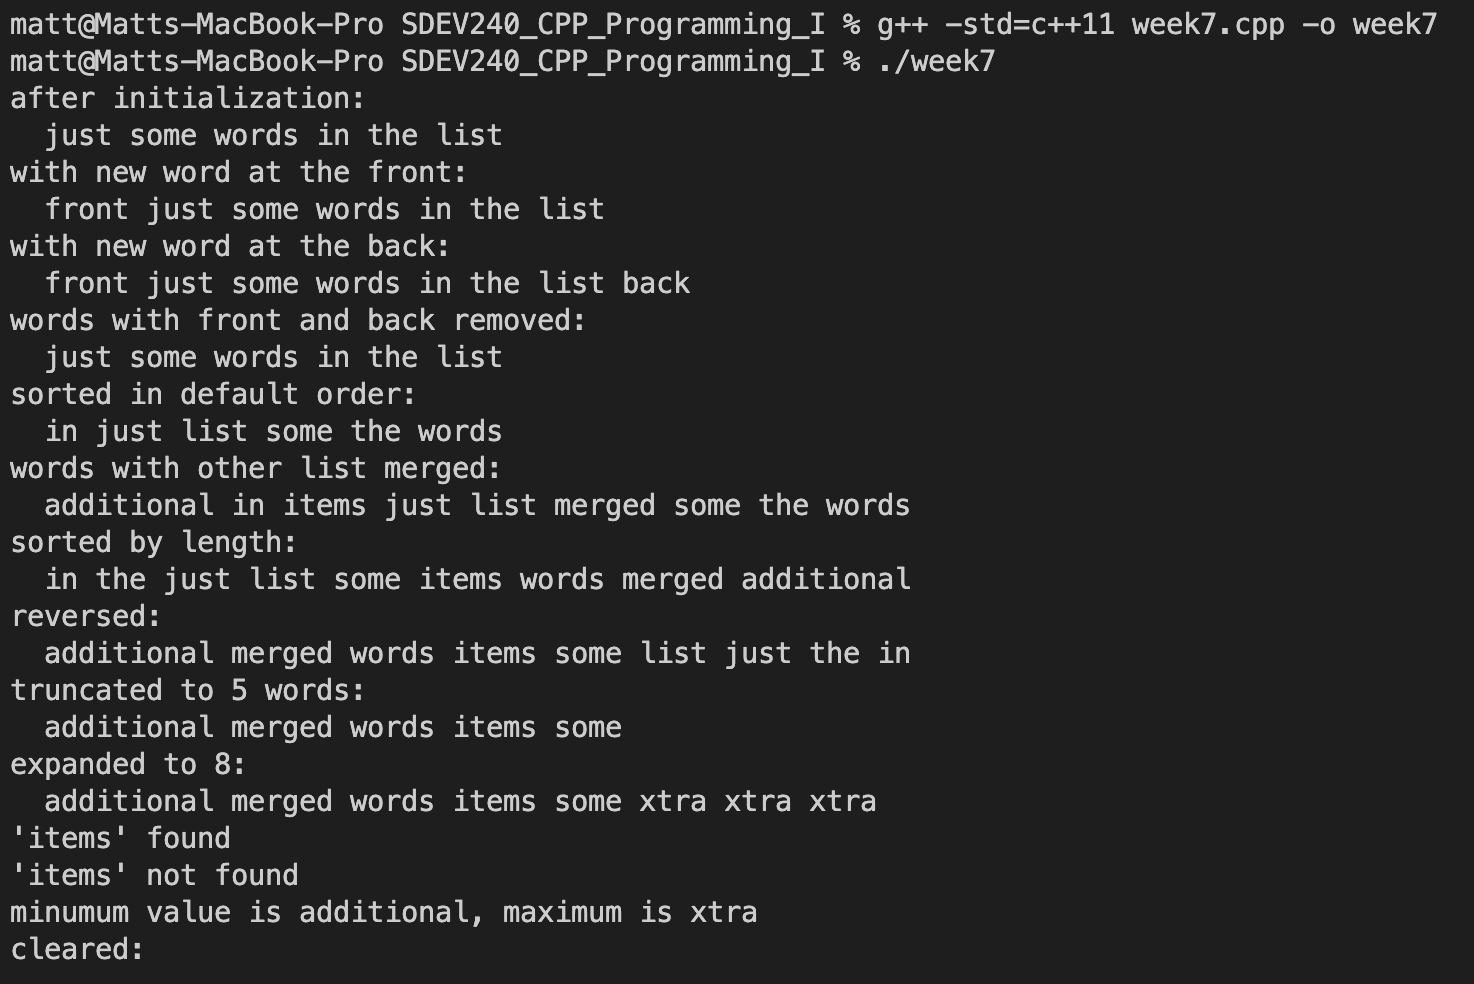 matt@Matts-MacBook-Pro SDEV240_CPP_Programming_I % g++ -std=c++11 week7.cpp -o week7
matt@Matts-MacBook-Pro SDEV240_CPP_Programming_I % ./week7
after initialization:
  just some words in the list
with new word at the front:
  front just some words in the list
with new word at the back:
  front just some words in the list back
words with front and back removed:
  just some words in the list
sorted in default order:
  in just list some the words
words with other list merged:
  additional in items just list merged some the words
sorted by length:
  in the just list some items words merged additional
reversed:
  additional merged words items some list just the in
truncated to 5 words:
  additional merged words items some
expanded to 8:
  additional merged words items some xtra xtra xtra
'items' found
'items' not found
minumum value is additional, maximum is xtra
cleared: